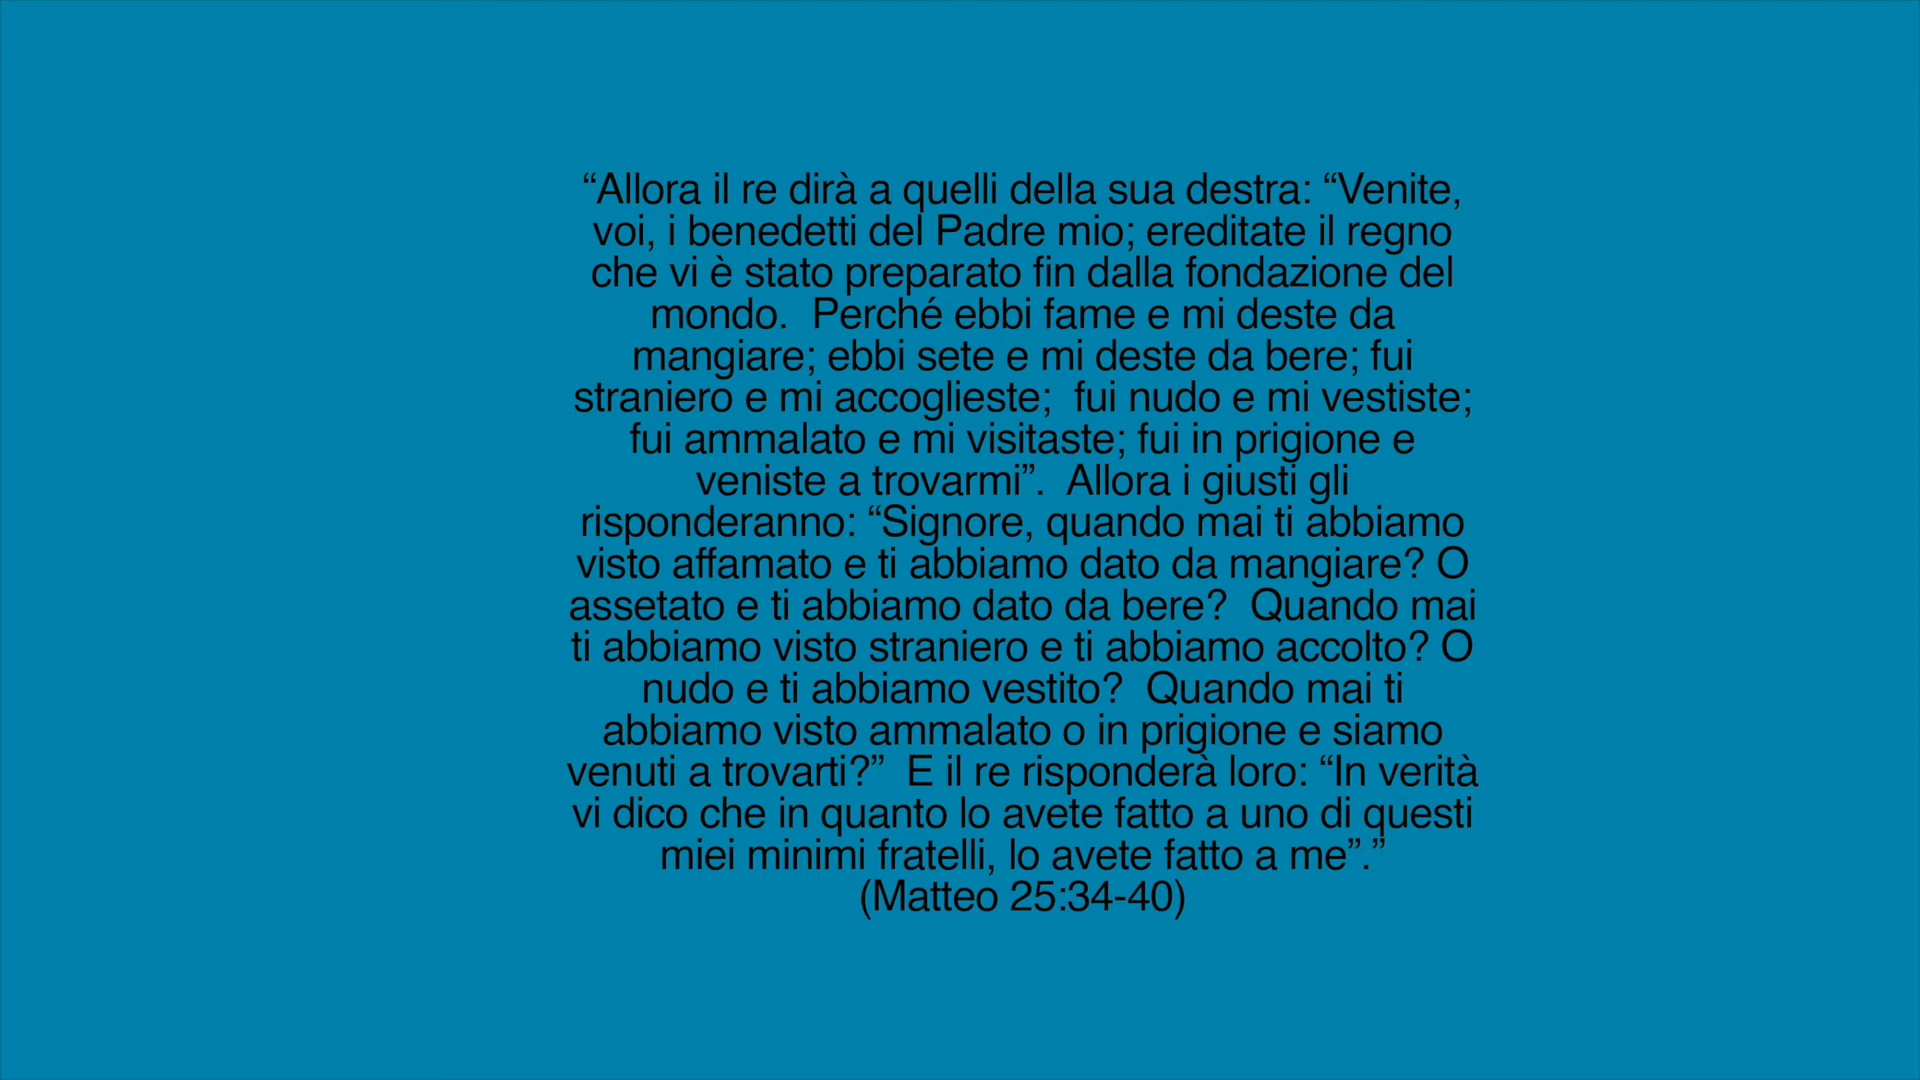 “Allora il re dirà a quelli della sua destra: “Venite,
voi, i benedetti del Padre mio; ereditate il regno
che vi è stato preparato fin dalla fondazione del
mondo.  Perché ebbi fame e mi deste da
mangiare; ebbi sete e mi deste da bere; fui
straniero e mi accoglieste;  fui nudo e mi vestiste;
fui ammalato e mi visitaste; fui in prigione e
veniste a trovarmi”.  Allora i giusti gli
risponderanno: “Signore, quando mai ti abbiamo
visto affamato e ti abbiamo dato da mangiare? O
assetato e ti abbiamo dato da bere?  Quando mai
ti abbiamo visto straniero e ti abbiamo accolto? O
nudo e ti abbiamo vestito?  Quando mai ti
abbiamo visto ammalato o in prigione e siamo
venuti a trovarti?”  E il re risponderà loro: “In verità
vi dico che in quanto lo avete fatto a uno di questi
miei minimi fratelli, lo avete fatto a me”.”
(Matteo 25:34-40)